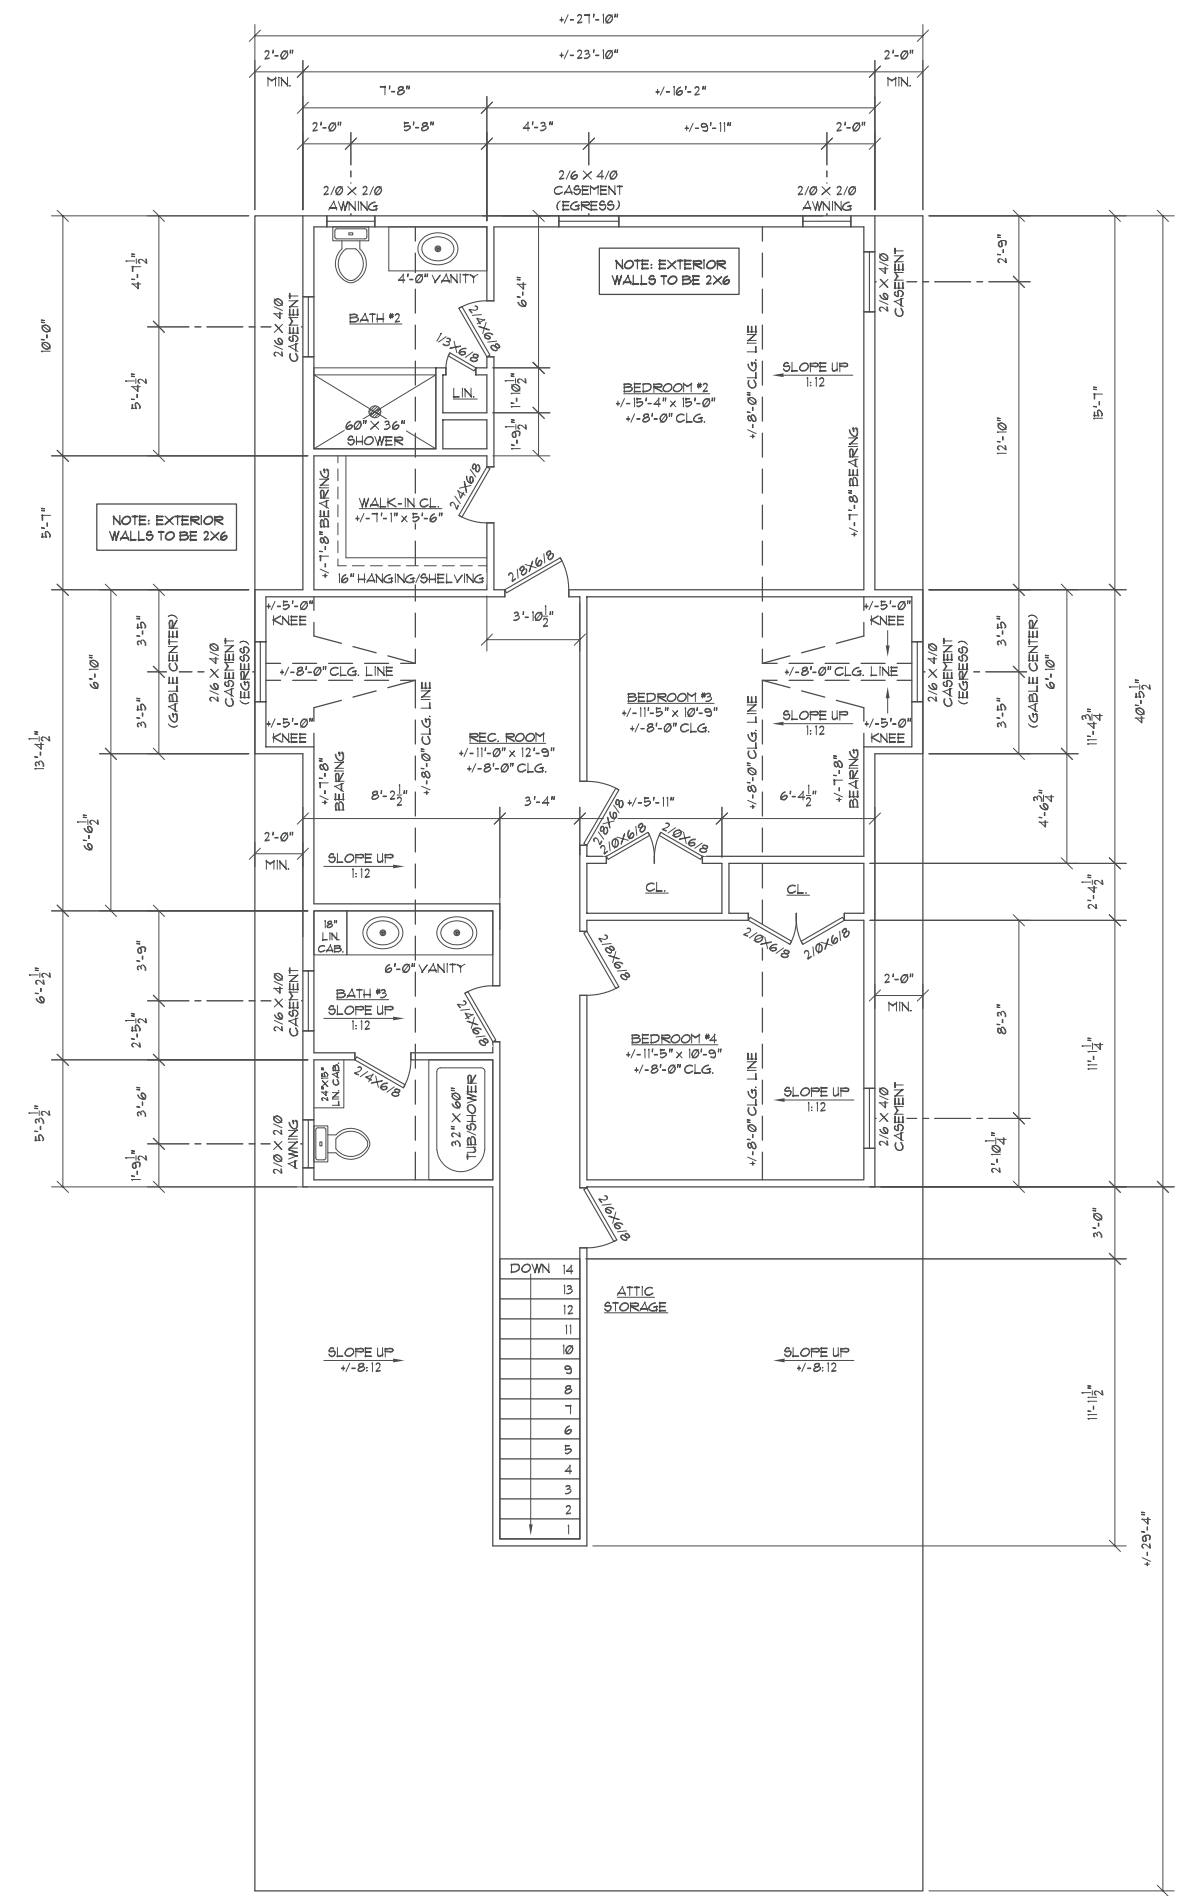 +/-27'-10"
2'-0"
+/-23'-10"
2'-0"
MIN.
MIN.
7'-8"
+/-16'-2"
2'-0"
5'-8"
4'-3"
+/-9'-11"
2'-0"
2/0 X 2/0
AWNING
2/6 X 4/0
CASEMENT
(EGRESS)
2/0 X 2/0
AWNING
10'-0"
4'-7 1/2"
5'-4 1/2"
2/6 X 4/0
CASEMENT
4'-0" VANITY
BATH #2
2/4X6/8
1/3X6/8
LIN.
60" X 36"
SHOWER
6'-4"
1'-10 1/2"
1'-9 1/2"
NOTE: EXTERIOR
WALLS TO BE 2X6
BEDROOM #2
+/-15'-4" x 15'-0"
+/-8'-0" CLG.
+/-8'-0" CLG. LINE
SLOPE UP
1:12
+/-7'-8" BEARING
2/6 X 4/0
CASEMENT
2'-9"
12'-10"
15'-7"
5'-7"
NOTE: EXTERIOR
WALLS TO BE 2X6
+/-7'-8" BEARING
WALK-IN CL.
+/-7'-1" x 5'-6"
2/4X6/8
16" HANGING/SHELVING
2/8X6/8
3'-10 1/2"
13'-4 1/2"
6'-10"
6'-6 1/2"
3'-5"
3'-5"
(GABLE CENTER)
2/6 X 4/0
CASEMENT
(EGRESS)
+/-5'-0"
KNEE
+/-8'-0" CLG. LINE
+/-5'-0"
KNEE
+/-7'-8"
BEARING
+/-8'-0" CLG. LINE
REC. ROOM
+/-11'-0" x 12'-9"
+/-8'-0" CLG.
8'-2 1/2"
3'-4"
+/-5'-11"
6'-4 1/2"
2'-0"
MIN.
SLOPE UP
1:12
BEDROOM #3
+/-11'-5" x 10'-9"
+/-8'-0" CLG.
+/-5'-0"
KNEE
+/-8'-0" CLG. LINE
+/-5'-0"
KNEE
SLOPE UP
1:12
+/-8'-0" CLG. LINE
+/-7'-8"
BEARING
2/6 X 4/0
CASEMENT
(EGRESS)
3'-5"
3'-5"
(GABLE CENTER)
6'-10"
4'-6 3/4"
11'-4 3/4"
40'-5 1/2"
2/8X6/8
2/0X6/8
2/0X6/8
CL.
CL.
2/0X6/8
2/0X6/8
2'-4 1/2"
6'-2 1/2"
3'-9"
2'-5 1/2"
2/6 X 4/0
CASEMENT
18"
LIN.
CAB.
6'-0" VANITY
BATH #3
SLOPE UP
1:12
2/4X6/8
2/8X6/8
2/4X6/8
24"X15"
LIN. CAB.
32" X 60"
TUB/SHOWER
5'-3 1/2"
3'-6"
1'-9 1/2"
2/0 X 2/0
AWNING
BEDROOM #4
+/-11'-5" x 10'-9"
+/-8'-0" CLG.
+/-8'-0" CLG. LINE
SLOPE UP
1:12
2/6 X 4/0
CASEMENT
2'-0"
MIN.
8'-3"
2'-10 1/4"
11'-1 1/4"
2/6X6/8
3'-0"
DOWN 14
13
12
11
10
9
8
7
6
5
4
3
2
1
ATTIC
STORAGE
SLOPE UP
+/-8:12
SLOPE UP
+/-8:12
11'-11 1/2"
+/-29'-4"